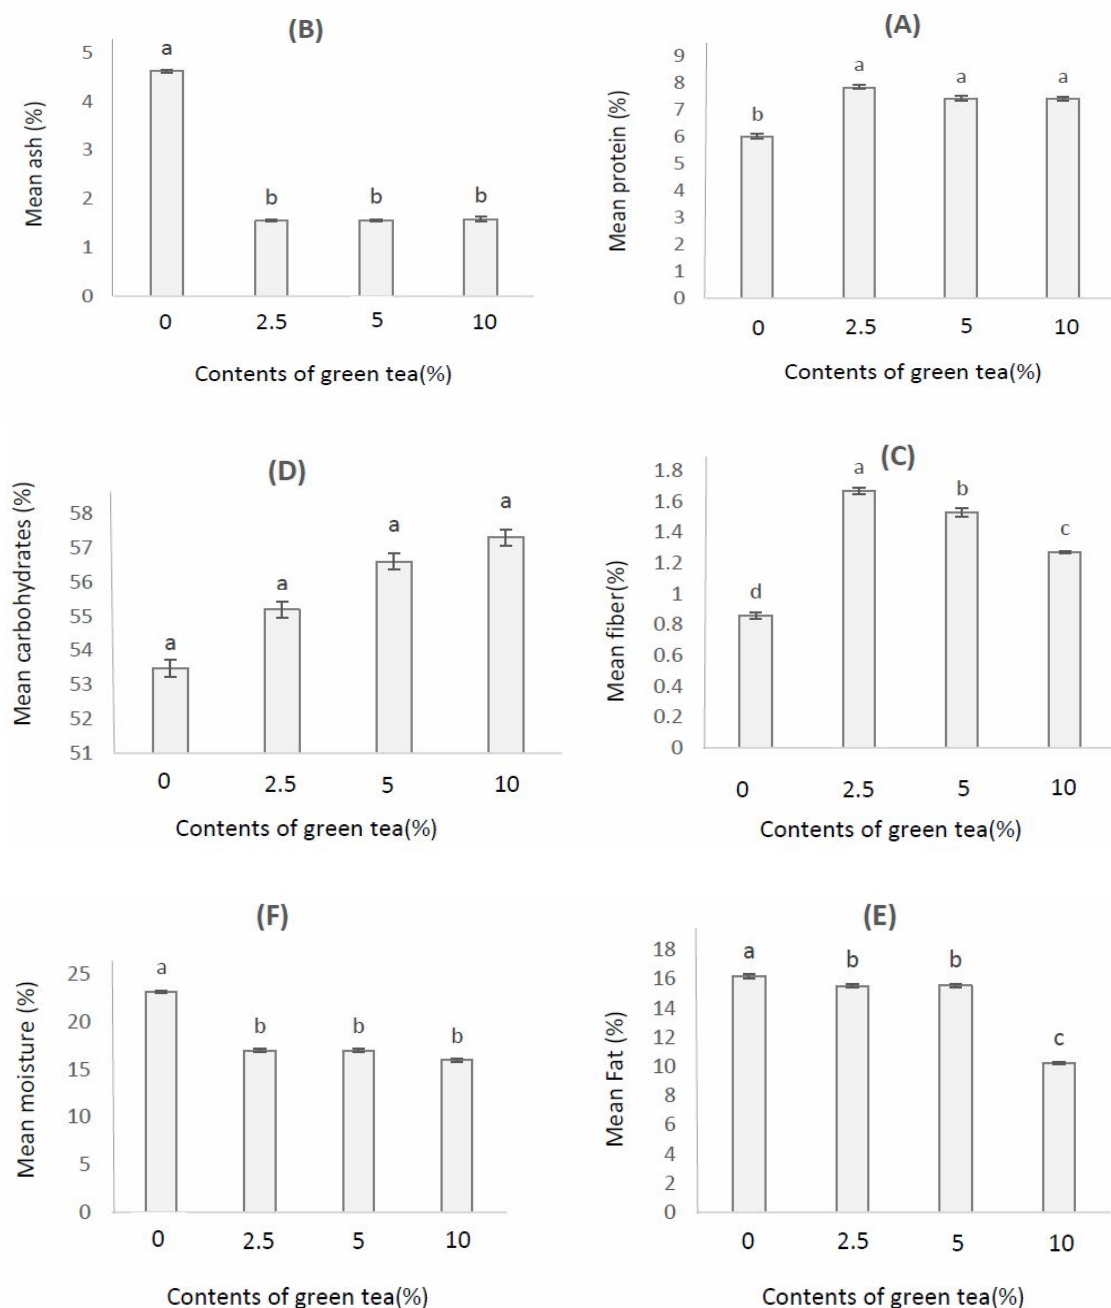 (B)
Mean ash (%)
5
4
3
2
1
0
a
b
b
b
0 2.5 5 10
Contents of green tea(%)
(A)
Mean protein (%)
9
8
7
6
5
4
3
2
1
0
b
a
a
a
0 2.5 5 10
Contents of green tea(%)
(D)
Mean carbohydrates (%)
58
57
56
55
54
53
52
51
a
a
a
a
0 2.5 5 10
Contents of green tea(%)
(C)
Mean fiber(%)
1.8
1.6
1.4
1.2
1
0.8
0.6
0.4
0.2
0
d
a
b
c
0 2.5 5 10
Contents of green tea(%)
(F)
Mean moisture (%)
25
20
15
10
5
0
a
b
b
b
0 2.5 5 10
Contents of green tea(%)
(E)
Mean Fat (%)
18
16
14
12
10
8
6
4
2
0
a
b
b
c
0 2.5 5 10
Contents of green tea(%)